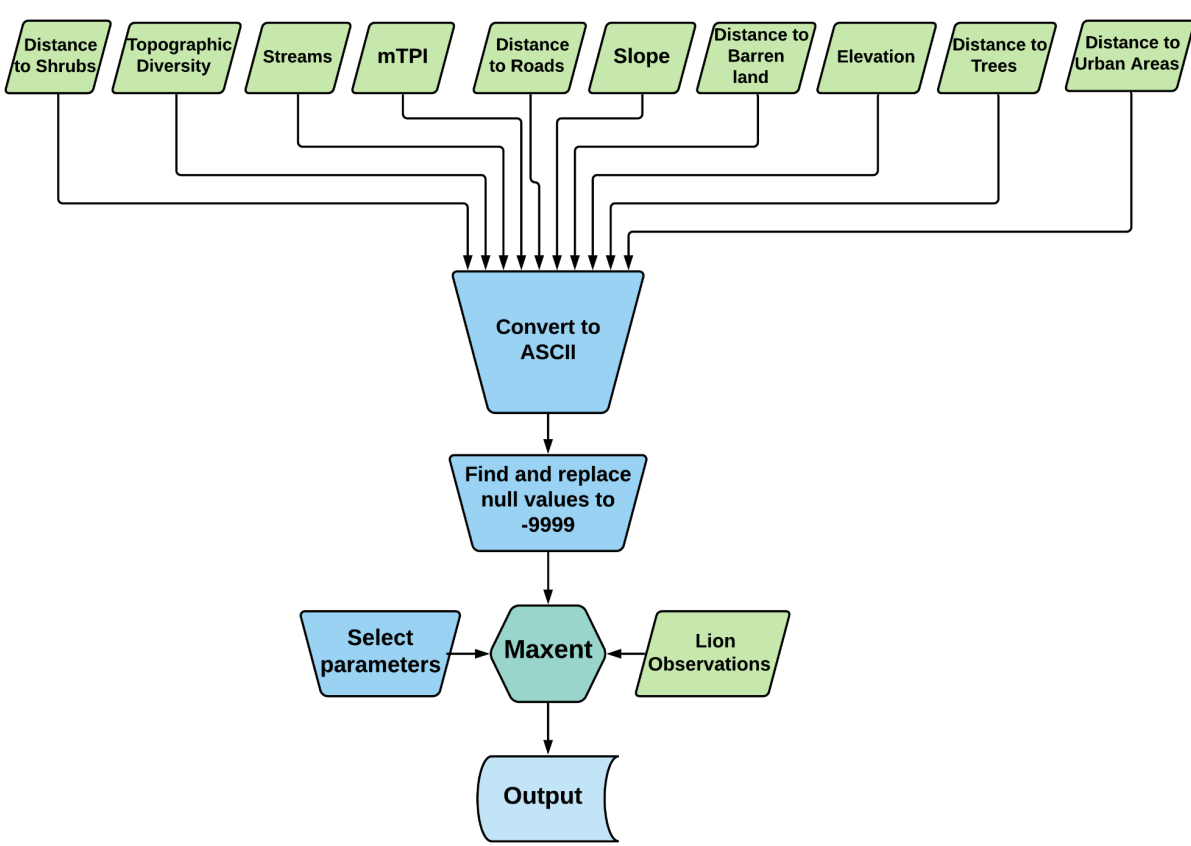 Distance
to Shrubs
Topographic
Diversity
Streams
mTPI
Distance
to Roads
Slope
Distance to
Barren
land
Elevation
Distance to
Trees
Distance to
Urban Areas
Convert to
ASCII
Find and replace
null values to
-9999
Select
parameters
Maxent
Lion
Observations
Output